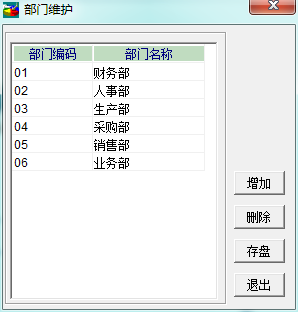 部门维护
部门编码 部门名称
01 财务部
02 人事部
03 生产部
04 采购部
05 销售部
06 业务部
增加
删除
存盘
退出